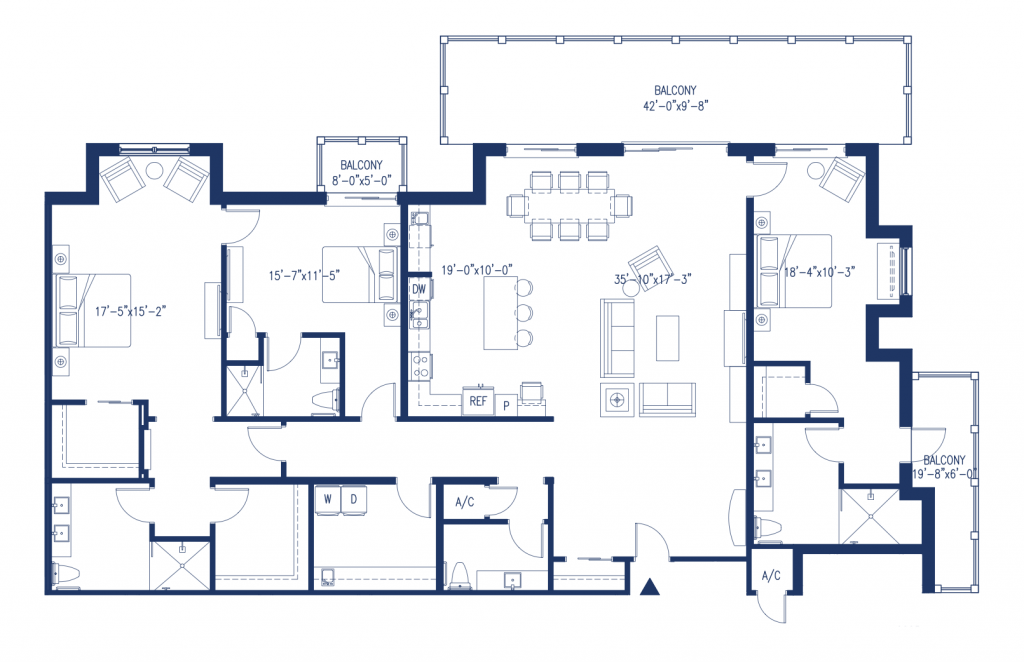 BALCONY
42'-0"x9'-8"
BALCONY
8'-0"x5'-0"
15'-7"x11'-5"
19'-0"x10'-0"
35'-10"x17'-3"
18'-4"x10'-3"
DW
17'-5"x15'-2"
REF
P
BALCONY
19'-8"x6'-0"
W
D
A/C
A/C